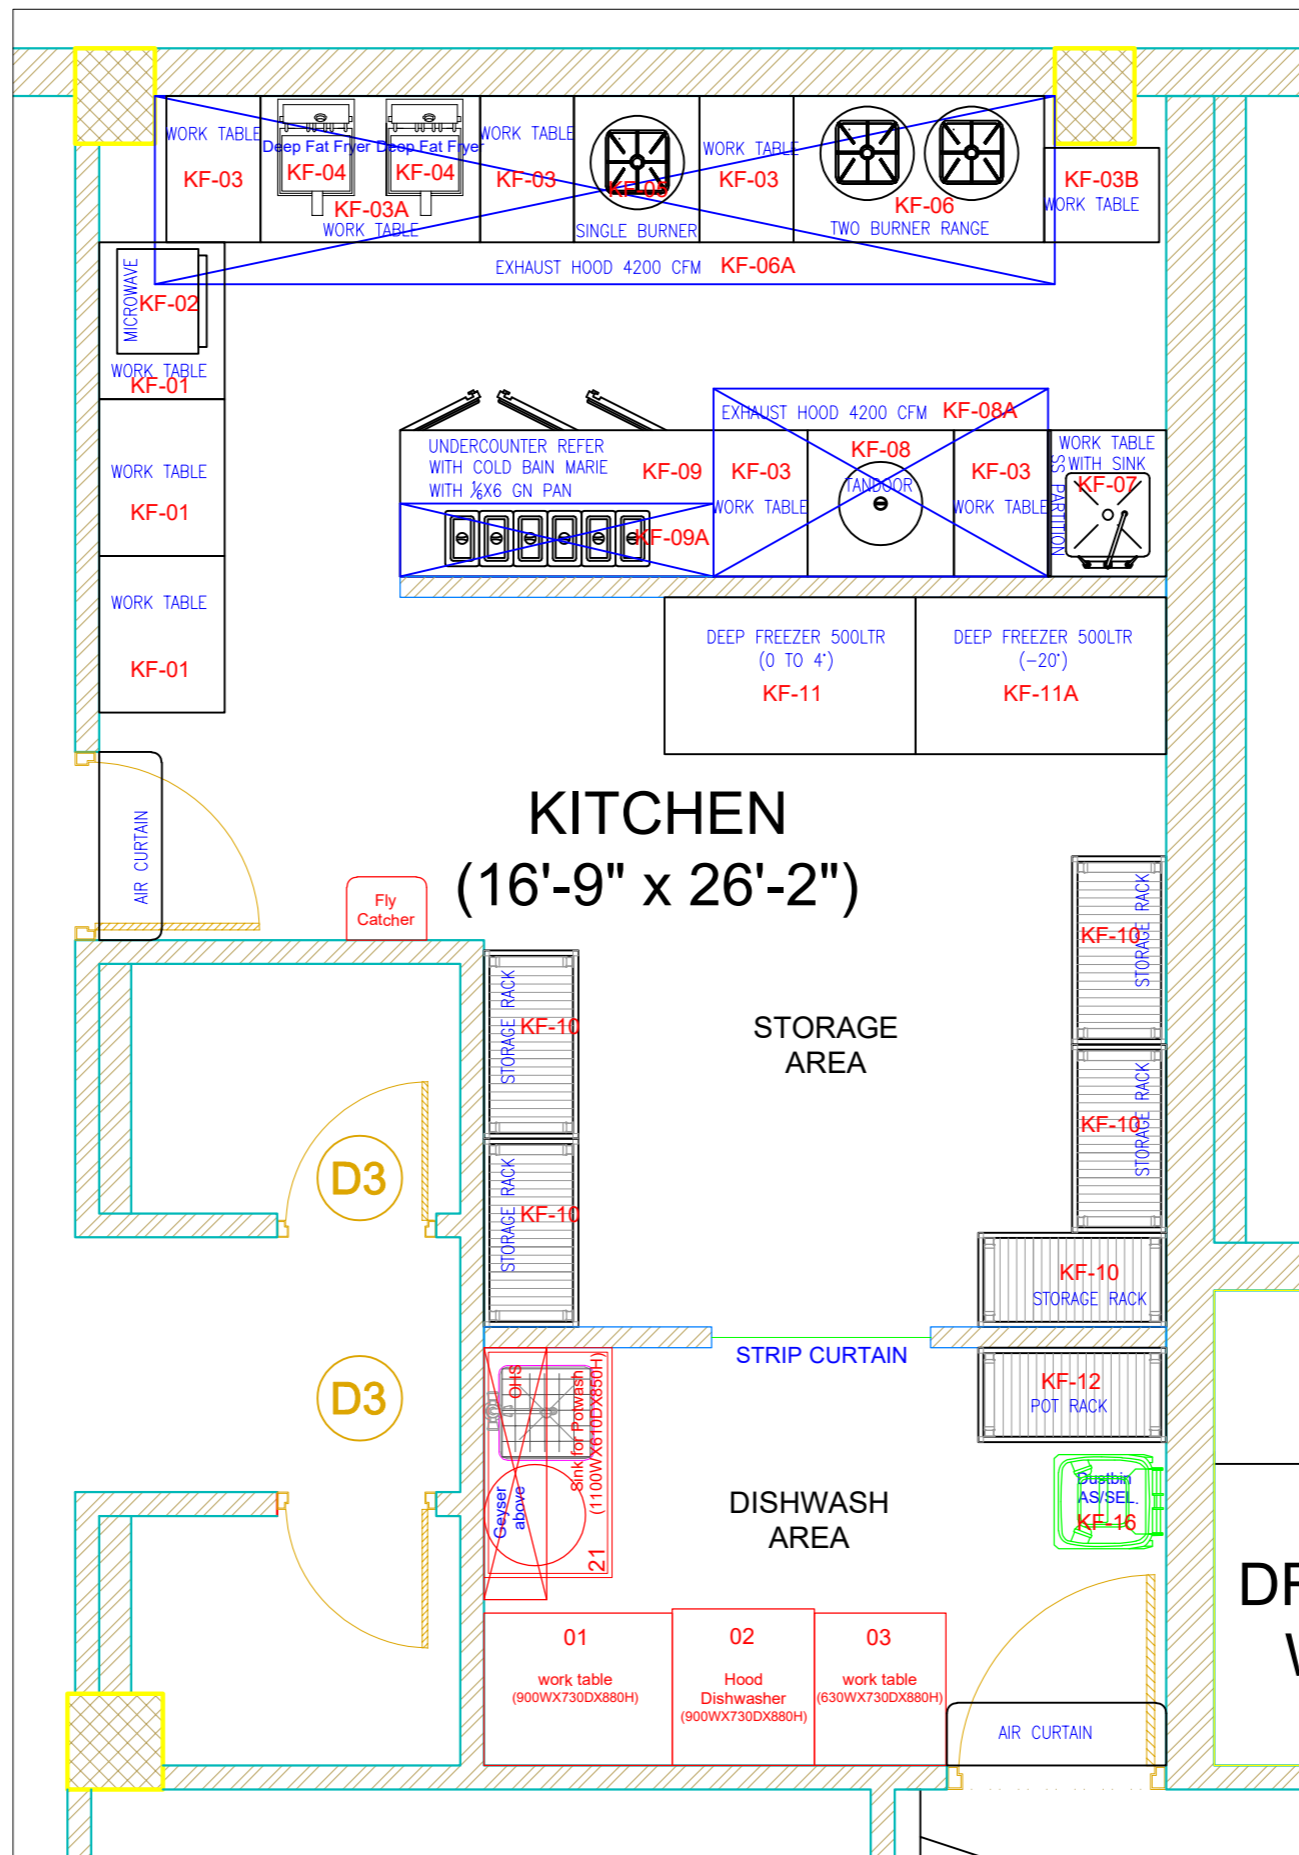 WORK TABLE
KF-03
Deep Fat Fryer
KF-04
Deep Fat Fryer
KF-04
KF-03A
WORK TABLE
WORK TABLE
KF-03
KF-05
SINGLE BURNER
WORK TABLE
KF-03
KF-06
TWO BURNER RANGE
KF-03B
WORK TABLE
EXHAUST HOOD 4200 CFM KF-06A
MICROWAVE
KF-02
WORK TABLE
KF-01
WORK TABLE
KF-01
WORK TABLE
KF-01
EXHAUST HOOD 4200 CFM KF-08A
UNDERCOUNTER REFER
WITH COLD BAIN MARIE
WITH ⅙X6 GN PAN
KF-09
KF-09A
KF-03
WORK TABLE
KF-08
TANDOOR
KF-03
WORK TABLE
SS PARTION
WORK TABLE
WITH SINK
KF-07
DEEP FREEZER 500LTR
(0 TO 4°)
KF-11
DEEP FREEZER 500LTR
(-20°)
KF-11A
KITCHEN
(16'-9" x 26'-2")
AIR CURTAIN
Fly
Catcher
STORAGE RACK
KF-10
STORAGE RACK
KF-10
STORAGE
AREA
KF-10
STORAGE RACK
KF-10
STORAGE RACK
KF-10
STORAGE RACK
D3
D3
STRIP CURTAIN
KF-12
POT RACK
OHS
Sink for Potwash
(1100WX610DX850H)
Geyser
above
21
DISHWASH
AREA
Dustbin
AS/SEL.
KF-16
01
work table
(900WX730DX880H)
02
Hood
Dishwasher
(900WX730DX880H)
03
work table
(630WX730DX880H)
AIR CURTAIN